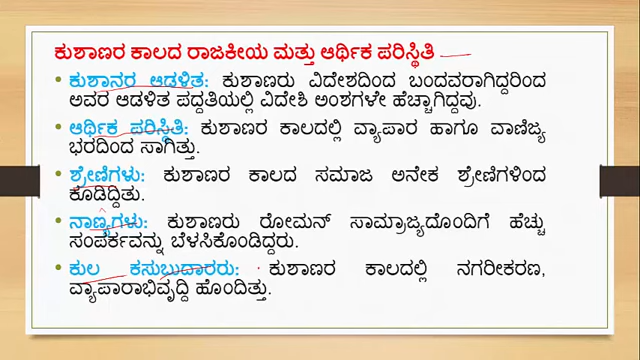 ಕುಶಾಣರ ಕಾಲದ ರಾಜಕೀಯ ಮತ್ತು ಆರ್ಥಿಕ ಪರಿಸ್ಥಿತಿ
• ಕುಶಾನರ ಆಡಳಿತ: ಕುಶಾಣರು ವಿದೇಶದಿಂದ ಬಂದವರಾಗಿದ್ದರಿಂದ
ಅವರ ಆಡಳಿತ ಪದ್ದತಿಯಲ್ಲಿ ವಿದೇಶಿ ಅಂಶಗಳೇ ಹೆಚ್ಚಾಗಿದ್ದವು.
• ಆರ್ಥಿಕ ಪರಿಸ್ಥಿತಿ: ಕುಶಾಣರ ಕಾಲದಲ್ಲಿ ವ್ಯಾಪಾರ ಹಾಗೂ ವಾಣಿಜ್ಯ
ಭರದಿಂದ ಸಾಗಿತ್ತು.
• ಶ್ರೇಣಿಗಳು: ಕುಶಾಣರ ಕಾಲದ ಸಮಾಜ ಅನೇಕ ಶ್ರೇಣಿಗಳಿಂದ
ಕೂಡಿದ್ದಿತು.
• ನಾಣ್ಯಗಳು: ಕುಶಾಣರು ರೋಮನ್ ಸಾಮ್ರಾಜ್ಯದೊಂದಿಗೆ ಹೆಚ್ಚು
ಸಂಪರ್ಕವನ್ನು ಬೆಳಸಿಕೊಂಡಿದ್ದರು.
• ಕುಲ ಕಸುಬುದಾರರು: ಕುಶಾಣರ ಕಾಲದಲ್ಲಿ ನಗರೀಕರಣ,
ವ್ಯಾಪಾರಾಭಿವೃದ್ದಿ ಹೊಂದಿತ್ತು.